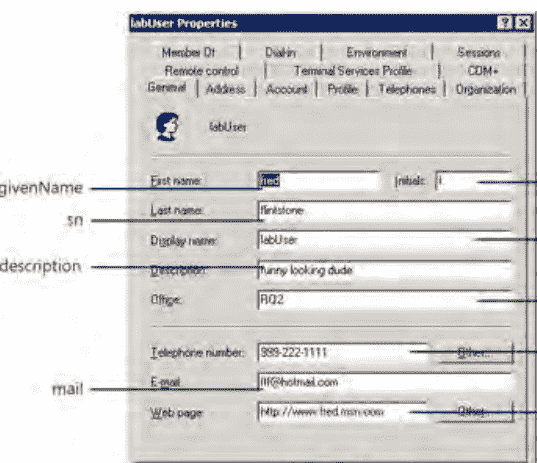 labUser Properties
Member Of Dial-in Environment Sessions
Remote control Terminal Services Profile COM+
General Address Account Profile Telephones Organization
labUser
givenName First name: fred Initials: i
sn Last name: flintstone
Display name: labUser
description Description: funny looking dude
Office: RQ2
Telephone number: 999-222-1111 Other...
mail E-mail: @hotmail.com
Web page: http://www.fred.msn.com Other...